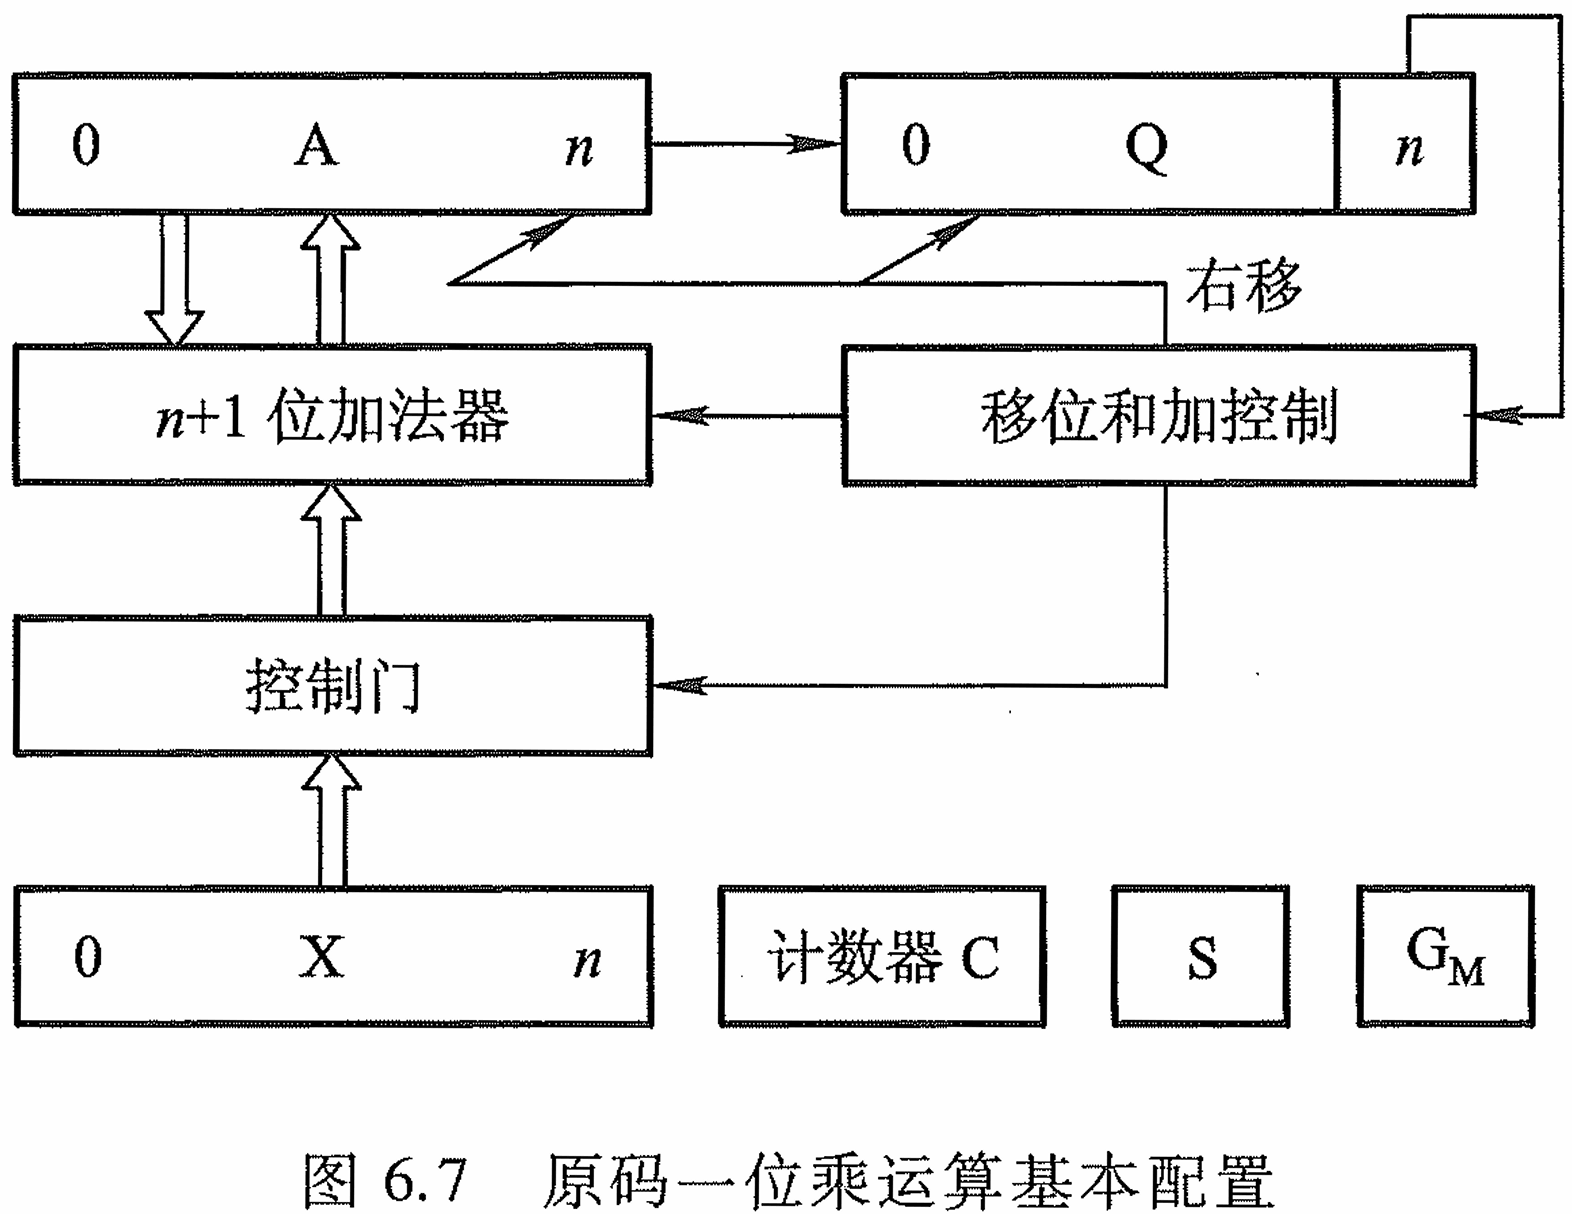 0 A n
0 Q n
右移
n+1 位加法器
移位和加控制
控制门
0 X n
计数器 C
S
G_M
图 6.7 原码一位乘运算基本配置